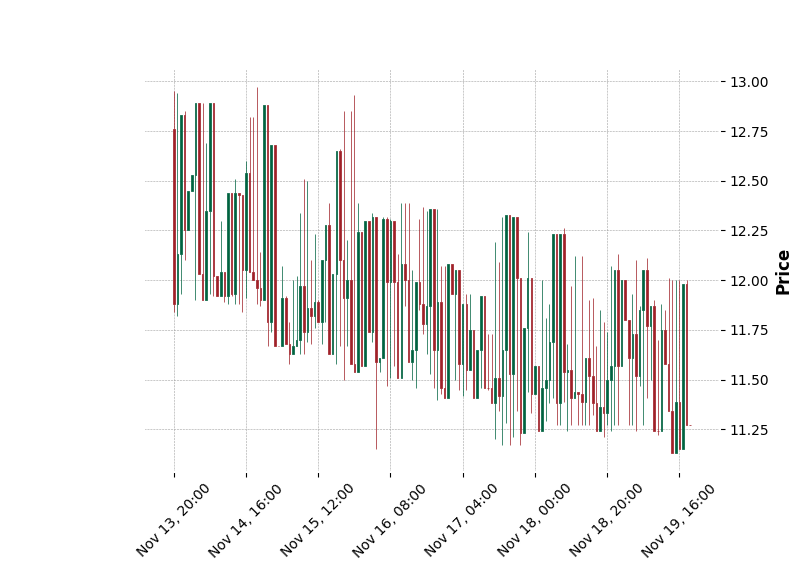 13.00
12.75
12.50
12.25
12.00
11.75
11.50
11.25
Price
Nov 13, 20:00
Nov 14, 16:00
Nov 15, 12:00
Nov 16, 08:00
Nov 17, 04:00
Nov 18, 00:00
Nov 18, 20:00
Nov 19, 16:00